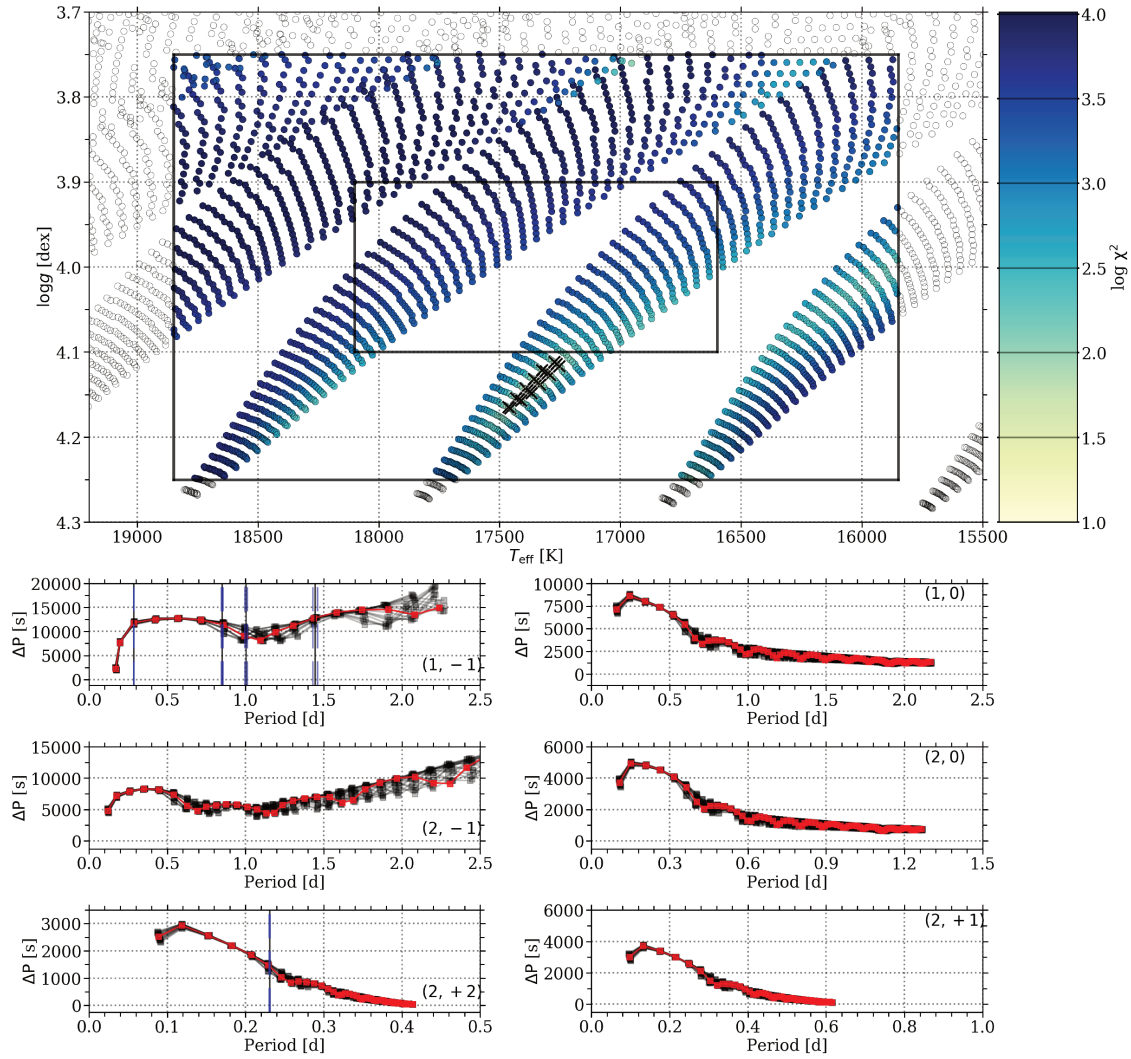 3.7
3.8
3.9
4.0
4.1
4.2
4.3
log g [dex]
19000 18500 18000 17500 17000 16500 16000 15500
T_eff [K]
4.0
3.5
3.0
2.5
2.0
1.5
1.0
log χ²
20000
15000
10000
5000
0
ΔP [s]
(1, −1)
0.0 0.5 1.0 1.5 2.0 2.5
Period [d]
10000
7500
5000
2500
0
ΔP [s]
(1, 0)
0.0 0.5 1.0 1.5 2.0 2.5
Period [d]
15000
10000
5000
0
ΔP [s]
(2, −1)
0.0 0.5 1.0 1.5 2.0 2.5
Period [d]
6000
4000
2000
0
ΔP [s]
(2, 0)
0.0 0.3 0.6 0.9 1.2 1.5
Period [d]
3000
2000
1000
0
ΔP [s]
(2, +2)
0.0 0.1 0.2 0.3 0.4 0.5
Period [d]
6000
4000
2000
0
ΔP [s]
(2, +1)
0.0 0.2 0.4 0.6 0.8 1.0
Period [d]